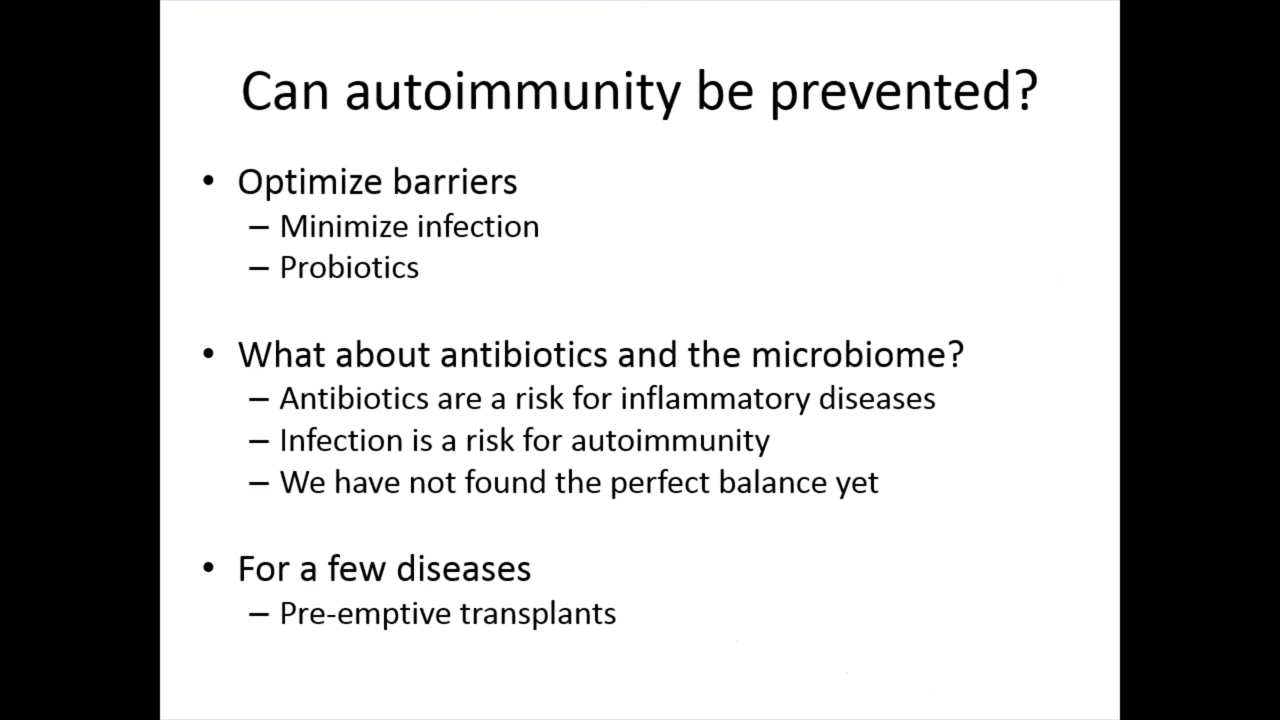 Can autoimmunity be prevented?
• Optimize barriers
– Minimize infection
– Probiotics
• What about antibiotics and the microbiome?
– Antibiotics are a risk for inflammatory diseases
– Infection is a risk for autoimmunity
– We have not found the perfect balance yet
• For a few diseases
– Pre-emptive transplants